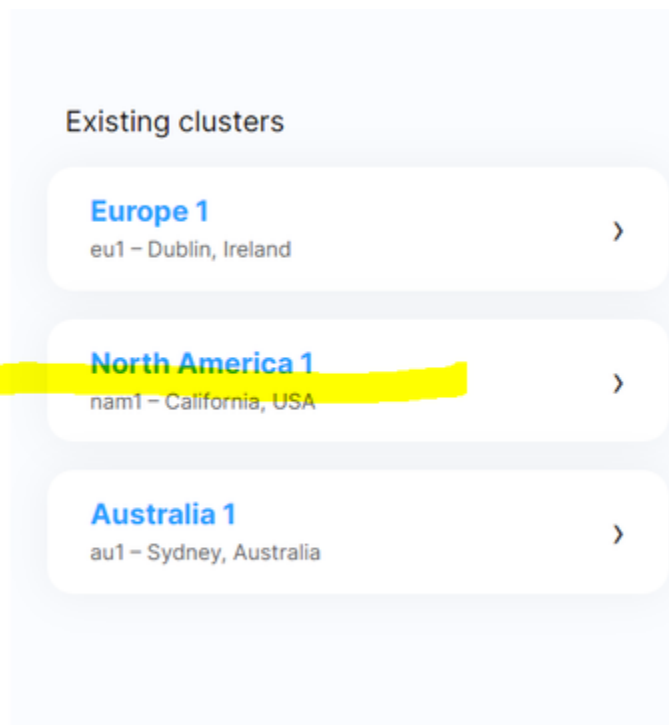 Existing clusters
Europe 1
eu1 – Dublin, Ireland
North America 1
nam1 – California, USA
Australia 1
au1 – Sydney, Australia